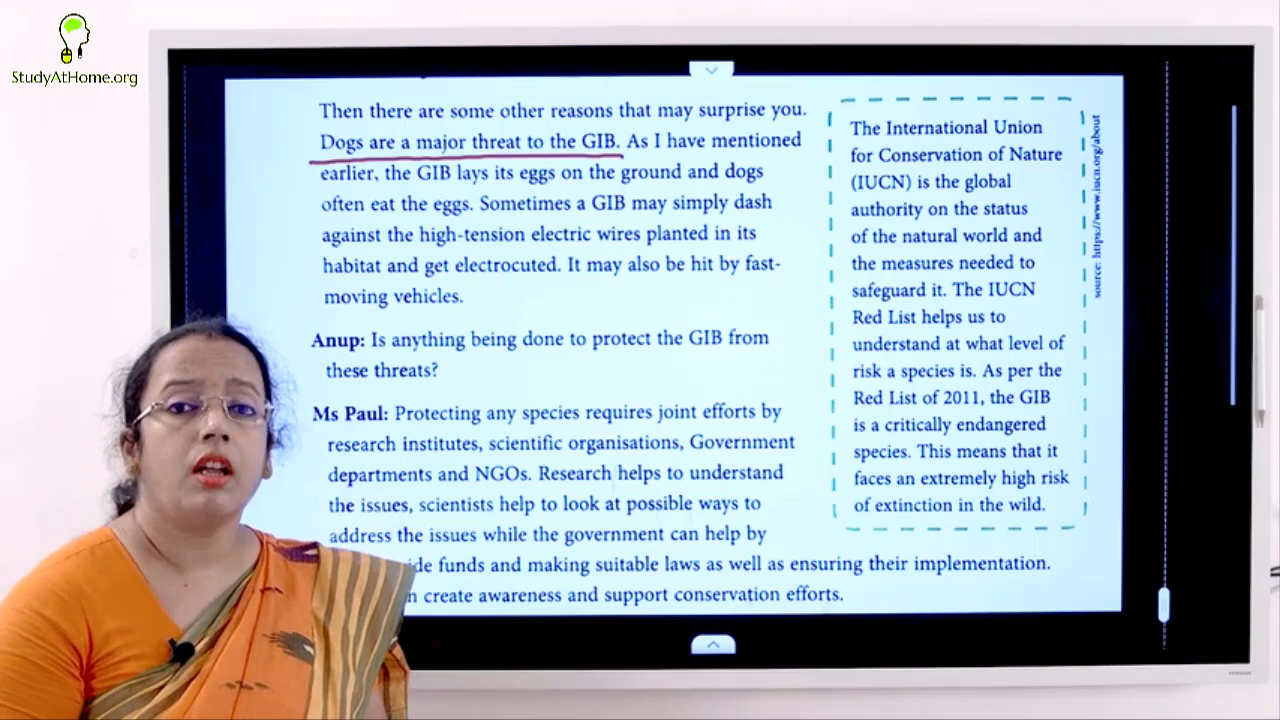 StudyAtHome.org
Then there are some other reasons that may surprise you.
Dogs are a major threat to the GIB. As I have mentioned
earlier, the GIB lays its eggs on the ground and dogs
often eat the eggs. Sometimes a GIB may simply dash
against the high-tension electric wires planted in its
habitat and get electrocuted. It may also be hit by fast-
moving vehicles.
Anup: Is anything being done to protect the GIB from
these threats?
Ms Paul: Protecting any species requires joint efforts by
research institutes, scientific organisations, Government
departments and NGOs. Research helps to understand
the issues, scientists help to look at possible ways to
address the issues while the government can help by
funds and making suitable laws as well as ensuring their implementation.
create awareness and support conservation efforts.
The International Union
for Conservation of Nature
(IUCN) is the global
authority on the status
of the natural world and
the measures needed to
safeguard it. The IUCN
Red List helps us to
understand at what level of
risk a species is. As per the
Red List of 2011, the GIB
is a critically endangered
species. This means that it
faces an extremely high risk
of extinction in the wild.
source: https://www.iucn.org/about